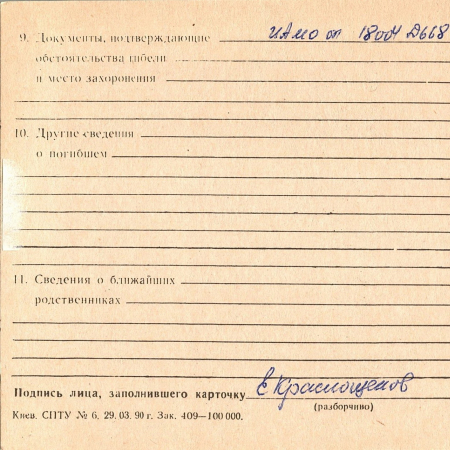 9. Документы, подтверждающие ЦАМО оп 18004 Д668
обстоятельства гибели
и место захоронения
10. Другие сведения
о погибшем
11. Сведения о ближайших
родственниках
Подпись лица, заполнившего карточку Е Краснощеков
(разборчиво)
Киев. СПТУ № 6, 29. 03. 90 г. Зак. 409—100 000.